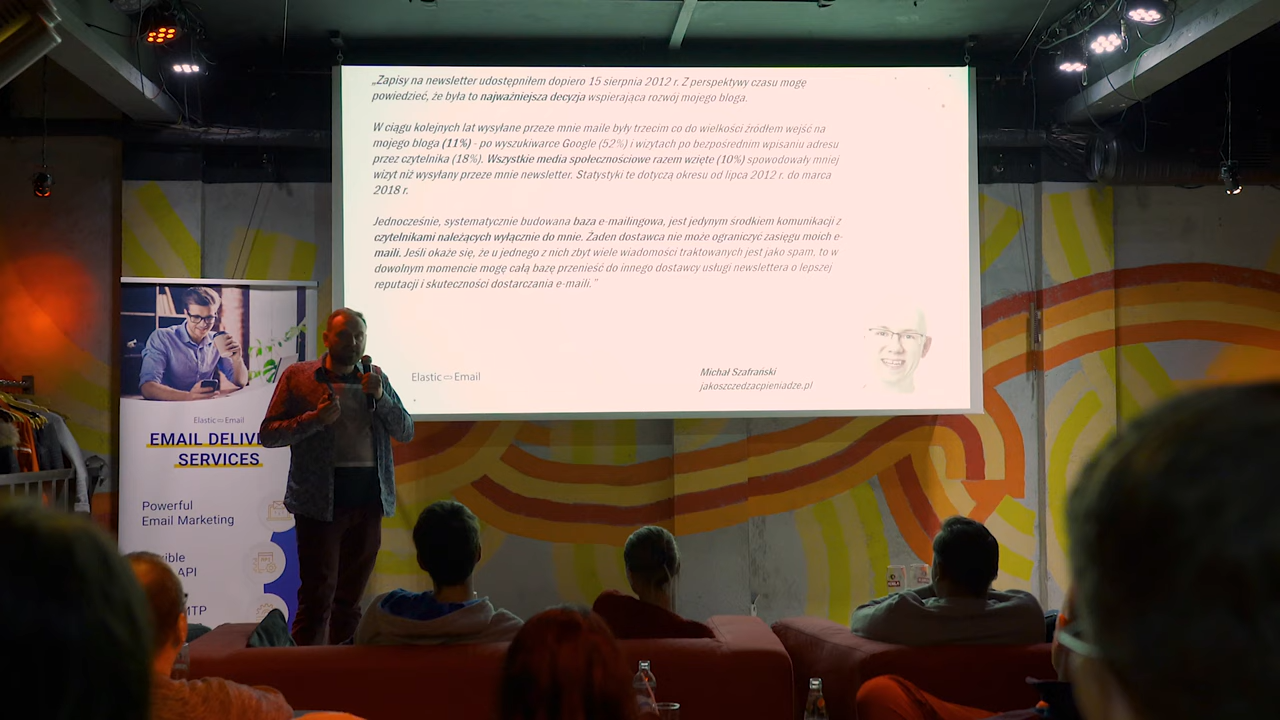 „Zapisy na newsletter udostępniłem dopiero 15 sierpnia 2012 r. Z perspektywy czasu mogę
powiedzieć, że była to najważniejsza decyzja wspierająca rozwój mojego bloga.
W ciągu kolejnych lat wysyłane przeze mnie maile były trzecim co do wielkości źródłem wejść na
mojego bloga (11%) - po wyszukiwarce Google (52%) i wizytach po bezpośrednim wpisaniu adresu
przez czytelnika (18%). Wszystkie media społecznościowe razem wzięte (10%) spowodowały mniej
wizyt niż wysyłany przeze mnie newsletter. Statystyki te dotyczą okresu od lipca 2012 r. do marca
2018 r.
Jednocześnie, systematycznie budowana baza e-mailingowa, jest jedynym środkiem komunikacji z
czytelnikami należących wyłącznie do mnie. Żaden dostawca nie może ograniczyć zasięgu moich e-
maili. Jeśli okaże się, że u jednego z nich zbyt wiele wiadomości traktowanych jest jako spam, to w
dowolnym momencie mogę całą bazę przenieść do innego dostawcy usługi newslettera o lepszej
reputacji i skuteczności dostarczania e-maili.”
Elastic Email
Michał Szafrański
jakoszczedzacpieniadze.pl
Elastic Email
EMAIL DELIVE
SERVICES
Powerful
Email Marketing
xible
API
MTP